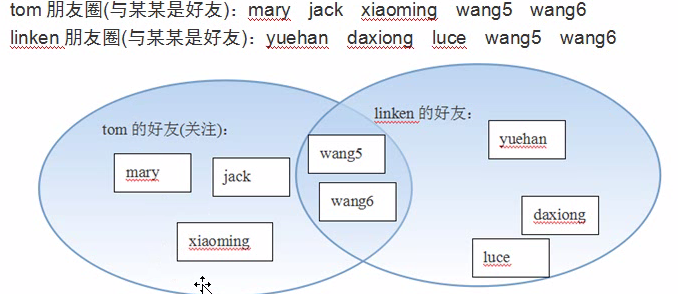 tom 朋友圈(与某某是好友)：mary jack xiaoming wang5 wang6
linken 朋友圈(与某某是好友)：yuehan daxiong luce wang5 wang6
tom 的好友(关注)：
linken 的好友：
mary
jack
xiaoming
wang5
wang6
yuehan
daxiong
luce